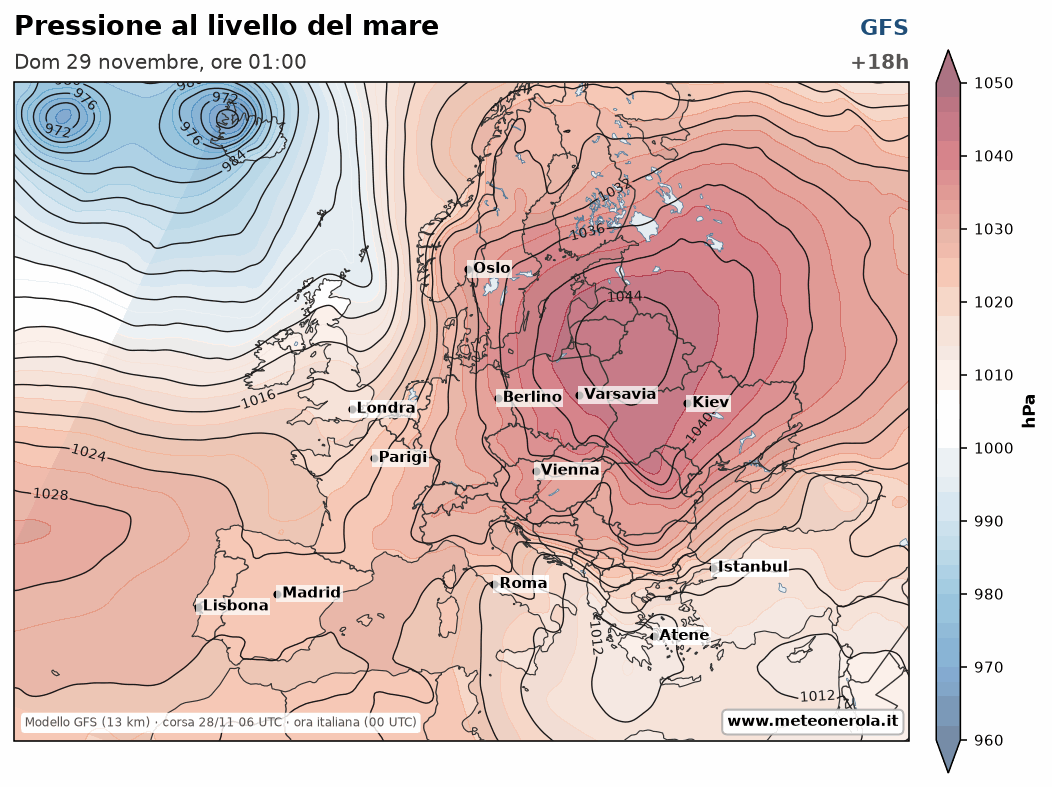 Pressione al livello del mare
GFS
Dom 29 novembre, ore 01:00
+18h
976
972
972
976
984
1032
1036
1044
1040
1016
1024
1028
1012
1012
Oslo
Berlino
Varsavia
Kiev
Londra
Parigi
Vienna
Istanbul
Roma
Madrid
Lisbona
Atene
Modello GFS (13 km) · corsa 28/11 06 UTC · ora italiana (00 UTC)
www.meteonerola.it
1050
1040
1030
1020
1010
1000
990
980
970
960
hPa